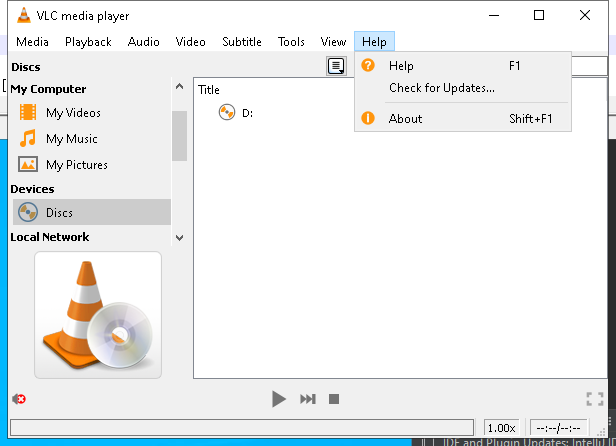 VLC media player
Media Playback Audio Video Subtitle Tools View Help
Discs
Help F1
My Computer
Title
Check for Updates...
My Videos
D:
About Shift+F1
My Music
My Pictures
Devices
Discs
Local Network
1.00x --:--/--:--
IDE and Plugin Updates: IntelliJ